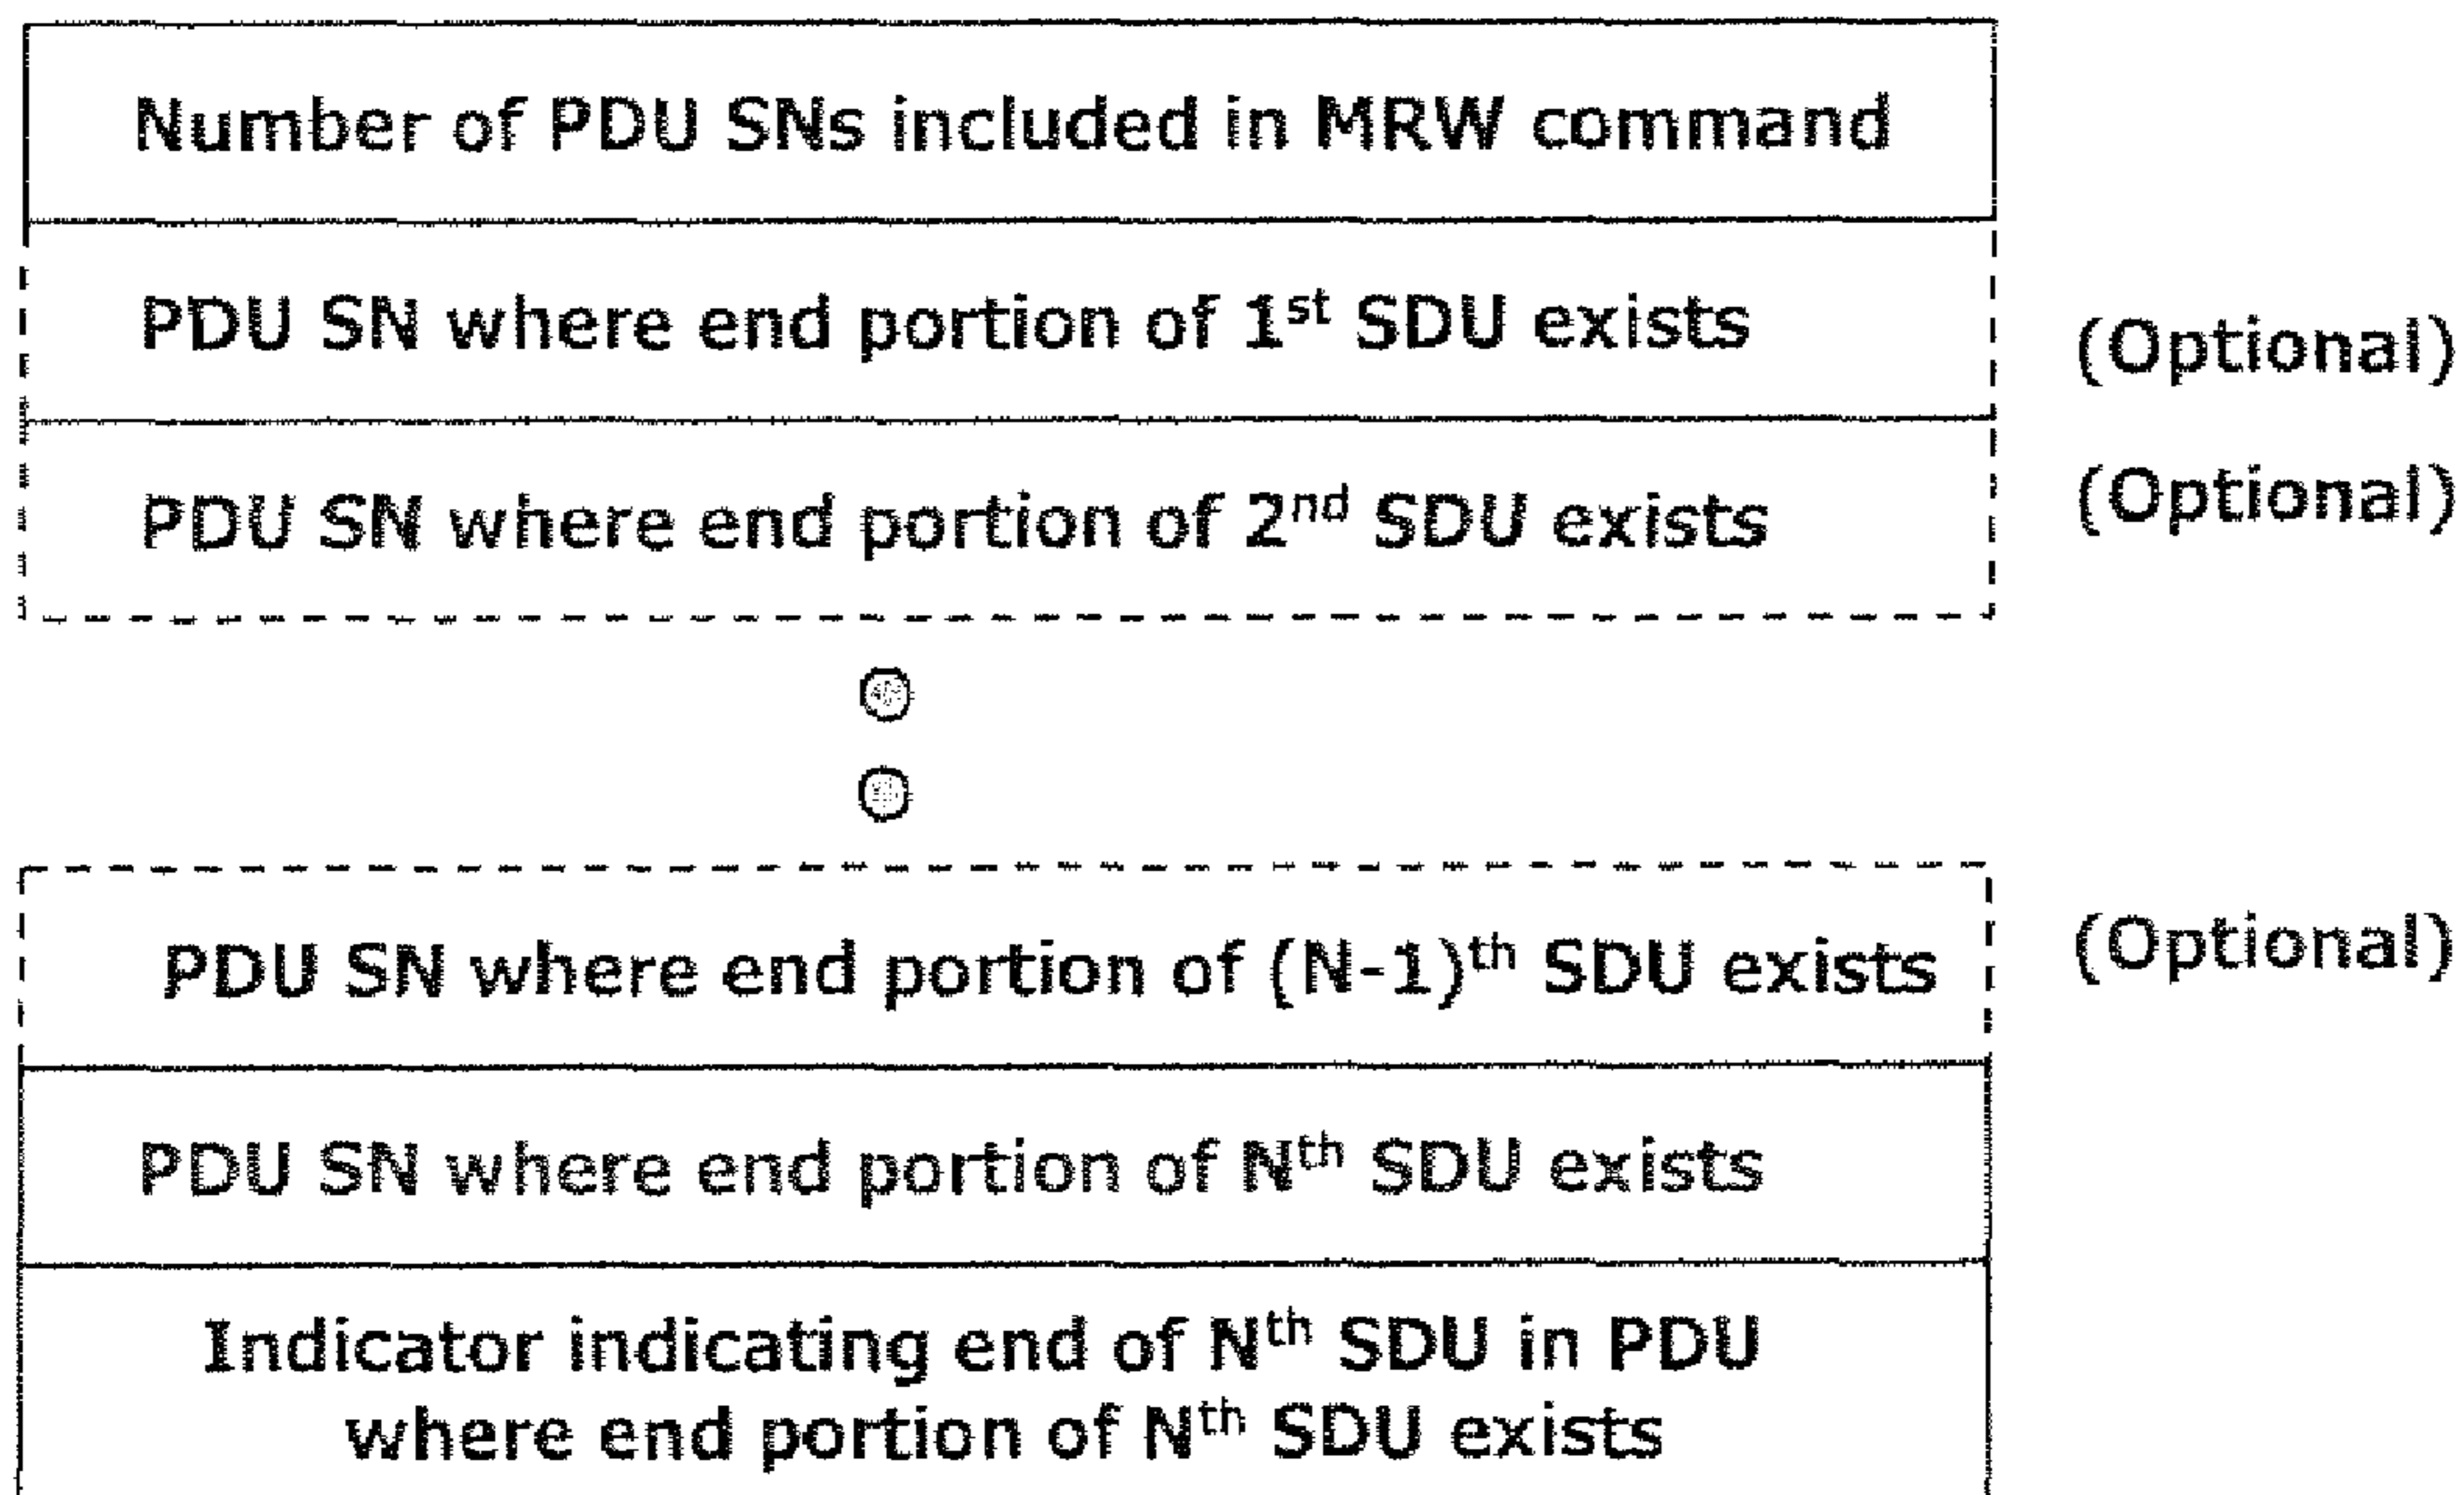 Number of PDU SNs included in MRW command
PDU SN where end portion of 1st SDU exists
(Optional)
PDU SN where end portion of 2nd SDU exists
(Optional)
PDU SN where end portion of (N-1)th SDU exists
(Optional)
PDU SN where end portion of Nth SDU exists
Indicator indicating end of Nth SDU in PDU
where end portion of Nth SDU exists